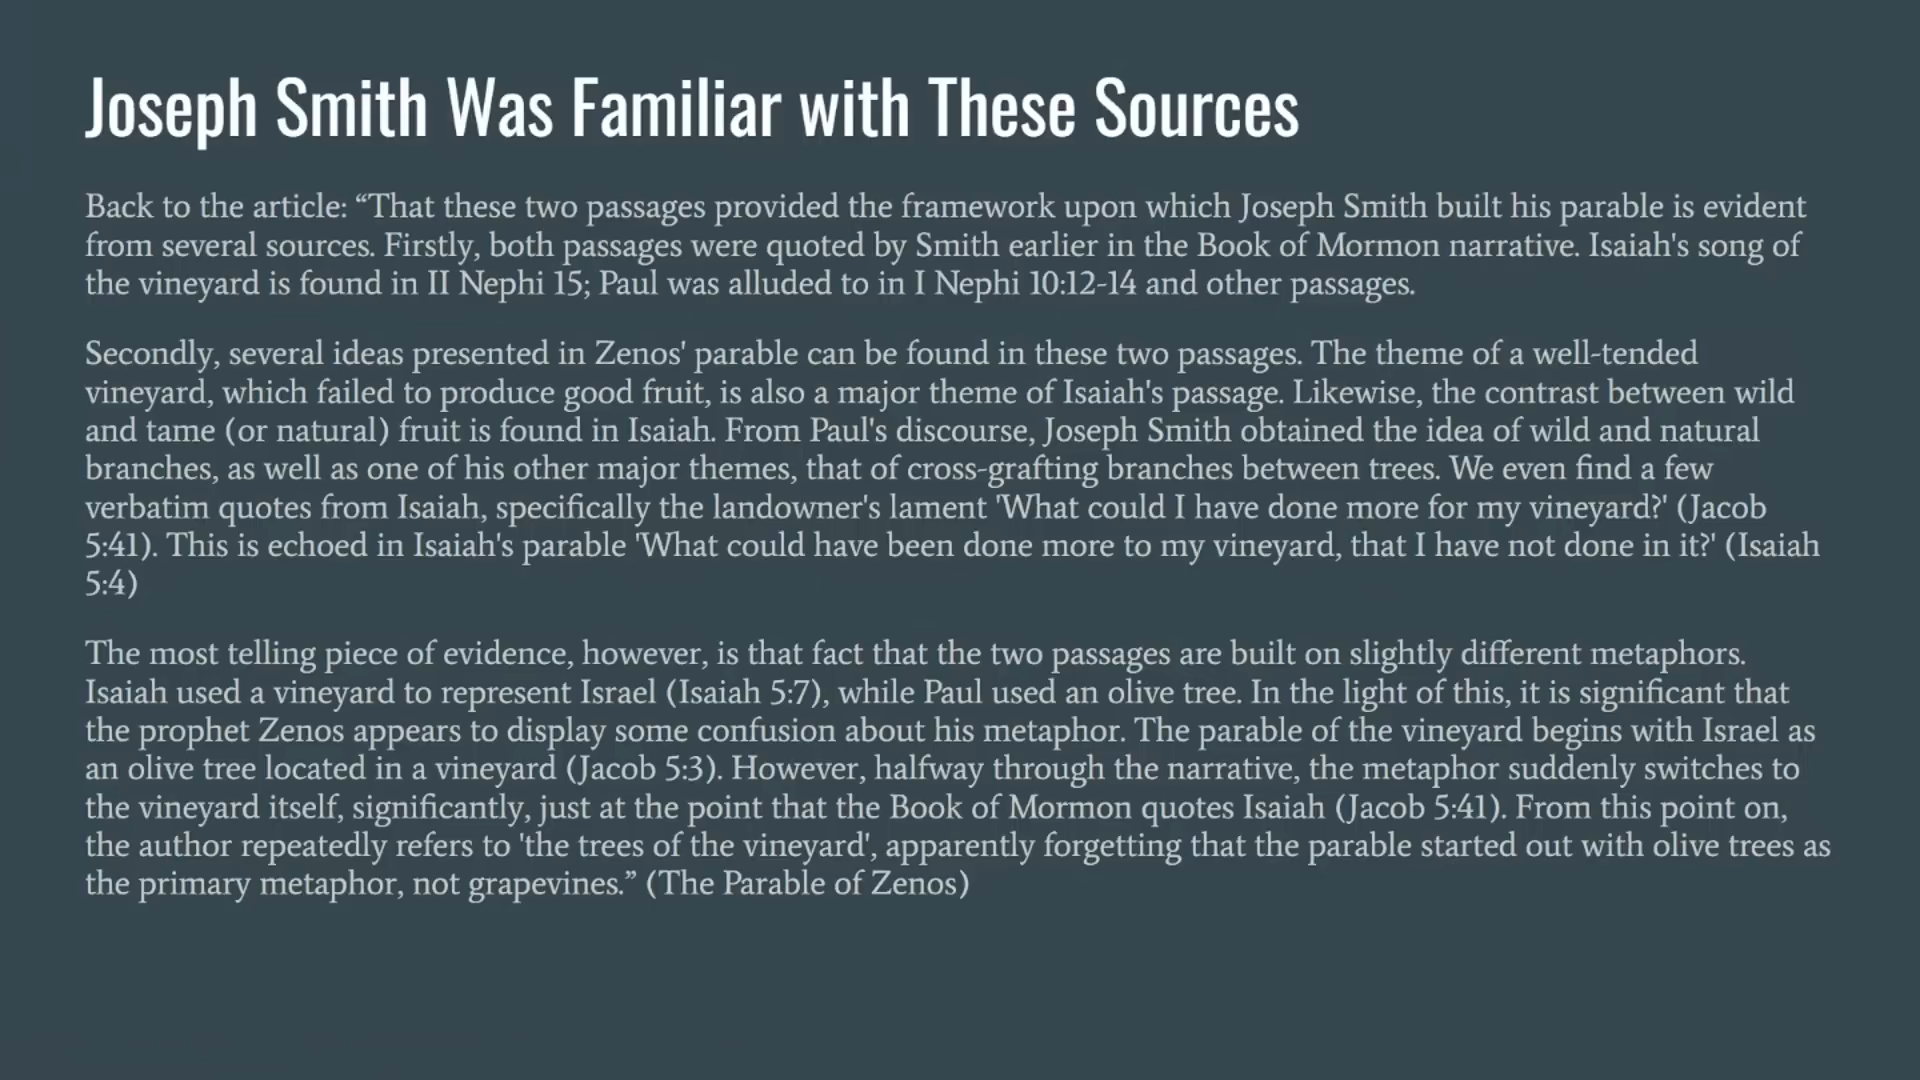 Joseph Smith Was Familiar with These Sources
Back to the article: “That these two passages provided the framework upon which Joseph Smith built his parable is evident
from several sources. Firstly, both passages were quoted by Smith earlier in the Book of Mormon narrative. Isaiah's song of
the vineyard is found in II Nephi 15; Paul was alluded to in I Nephi 10:12-14 and other passages.
Secondly, several ideas presented in Zenos' parable can be found in these two passages. The theme of a well-tended
vineyard, which failed to produce good fruit, is also a major theme of Isaiah's passage. Likewise, the contrast between wild
and tame (or natural) fruit is found in Isaiah. From Paul's discourse, Joseph Smith obtained the idea of wild and natural
branches, as well as one of his other major themes, that of cross-grafting branches between trees. We even find a few
verbatim quotes from Isaiah, specifically the landowner's lament 'What could I have done more for my vineyard?' (Jacob
5:41). This is echoed in Isaiah's parable 'What could have been done more to my vineyard, that I have not done in it?' (Isaiah
5:4)
The most telling piece of evidence, however, is that fact that the two passages are built on slightly different metaphors.
Isaiah used a vineyard to represent Israel (Isaiah 5:7), while Paul used an olive tree. In the light of this, it is significant that
the prophet Zenos appears to display some confusion about his metaphor. The parable of the vineyard begins with Israel as
an olive tree located in a vineyard (Jacob 5:3). However, halfway through the narrative, the metaphor suddenly switches to
the vineyard itself, significantly, just at the point that the Book of Mormon quotes Isaiah (Jacob 5:41). From this point on,
the author repeatedly refers to 'the trees of the vineyard', apparently forgetting that the parable started out with olive trees as
the primary metaphor, not grapevines.” (The Parable of Zenos)